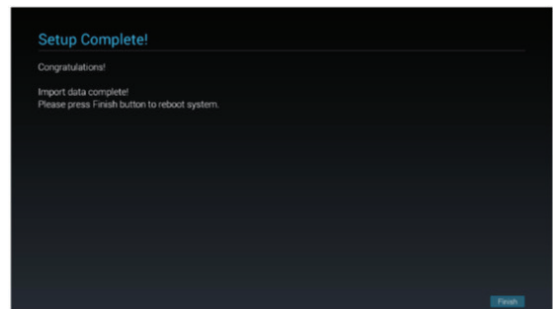 Setup Complete!
Congratulations!
Import data complete!
Please press Finish button to reboot system.
Finish